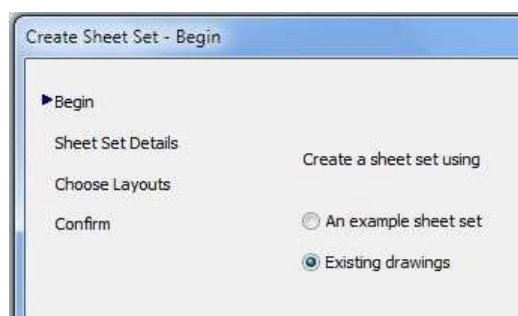 Create Sheet Set - Begin
Begin
Sheet Set Details
Choose Layouts
Confirm
Create a sheet set using
An example sheet set
Existing drawings